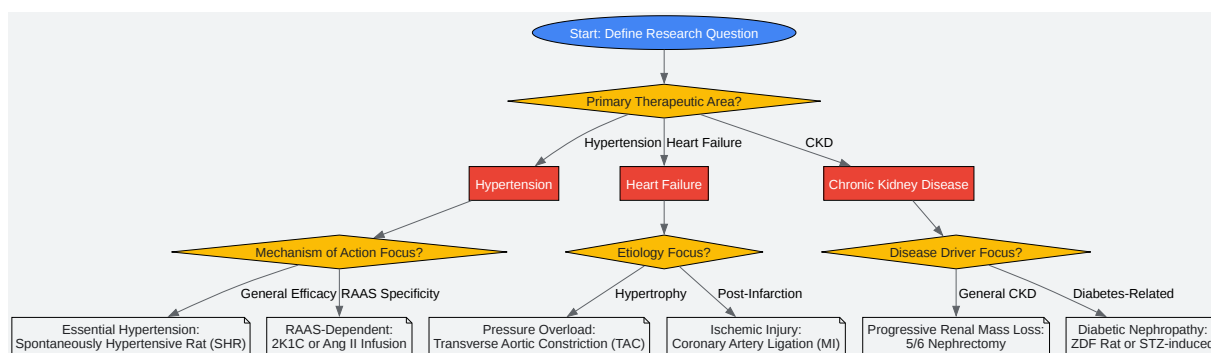 Start: Define Research Question
Primary Therapeutic Area?
Hypertension
Heart Failure
CKD
Hypertension
Heart Failure
Chronic Kidney Disease
Mechanism of Action Focus?
Etiology Focus?
Disease Driver Focus?
General Efficacy
RAAS Specificity
Hypertrophy
Post-Infarction
General CKD
Diabetes-Related
Essential Hypertension:
Spontaneously Hypertensive Rat (SHR)
RAAS-Dependent:
2K1C or Ang II Infusion
Pressure Overload:
Transverse Aortic Constriction (TAC)
Ischemic Injury:
Coronary Artery Ligation (MI)
Progressive Renal Mass Loss:
5/6 Nephrectomy
Diabetic Nephropathy:
ZDF Rat or STZ-induced